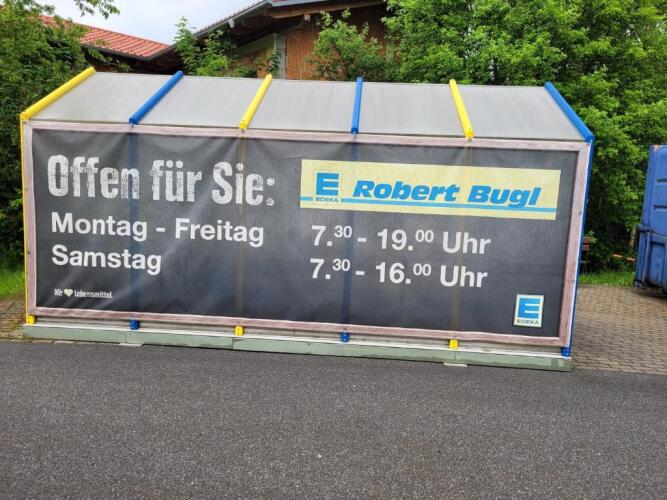 Offen für Sie:
E EDEKA Robert Bugl
Montag - Freitag 7.30 - 19.00 Uhr
Samstag 7.30 - 16.00 Uhr
Wir ♥ Lebensmittel.
E
EDEKA